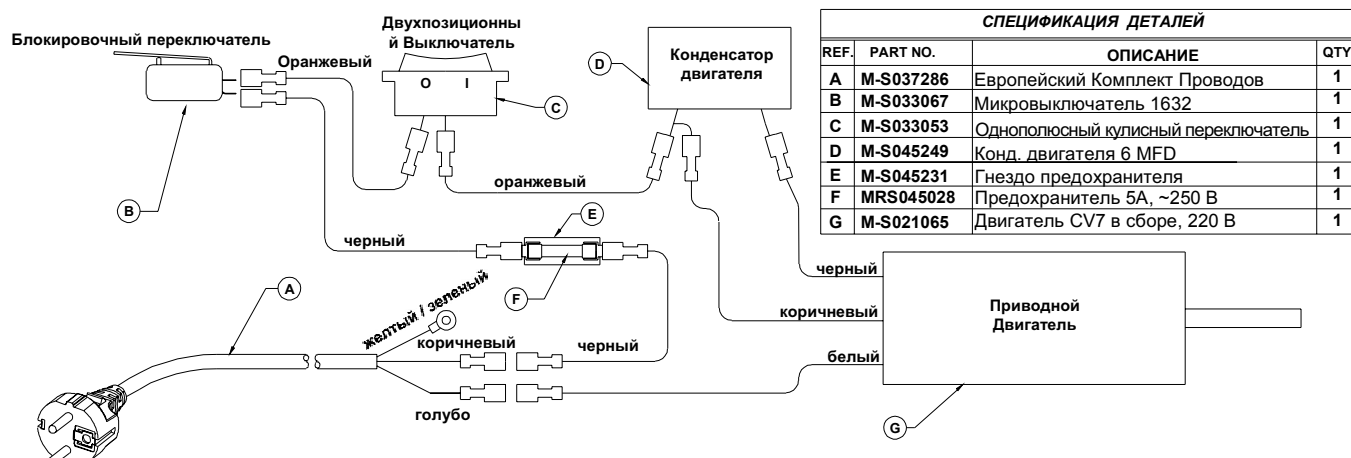 Двухпозиционны
й Выключатель
Блокировочный переключатель
Оранжевый
O I
C
B
Конденсатор
двигателя
D
оранжевый
СПЕЦИФИКАЦИЯ ДЕТАЛЕЙ
REF. PART NO. ОПИСАНИЕ QTY
A M-S037286 Европейский Комплект Проводов 1
B M-S033067 Микровыключатель 1632 1
C M-S033053 Однополюсный кулисный переключатель 1
D M-S045249 Конд. двигателя 6 MFD 1
E M-S045231 Гнездо предохранителя 1
F MRS045028 Предохранитель 5А, ~250 В 1
G M-S021065 Двигатель CV7 в сборе, 220 В 1
черный
E
F
A
желтый / зеленый
коричневый
черный
голубо
черный
коричневый
белый
Приводной
Двигатель
G